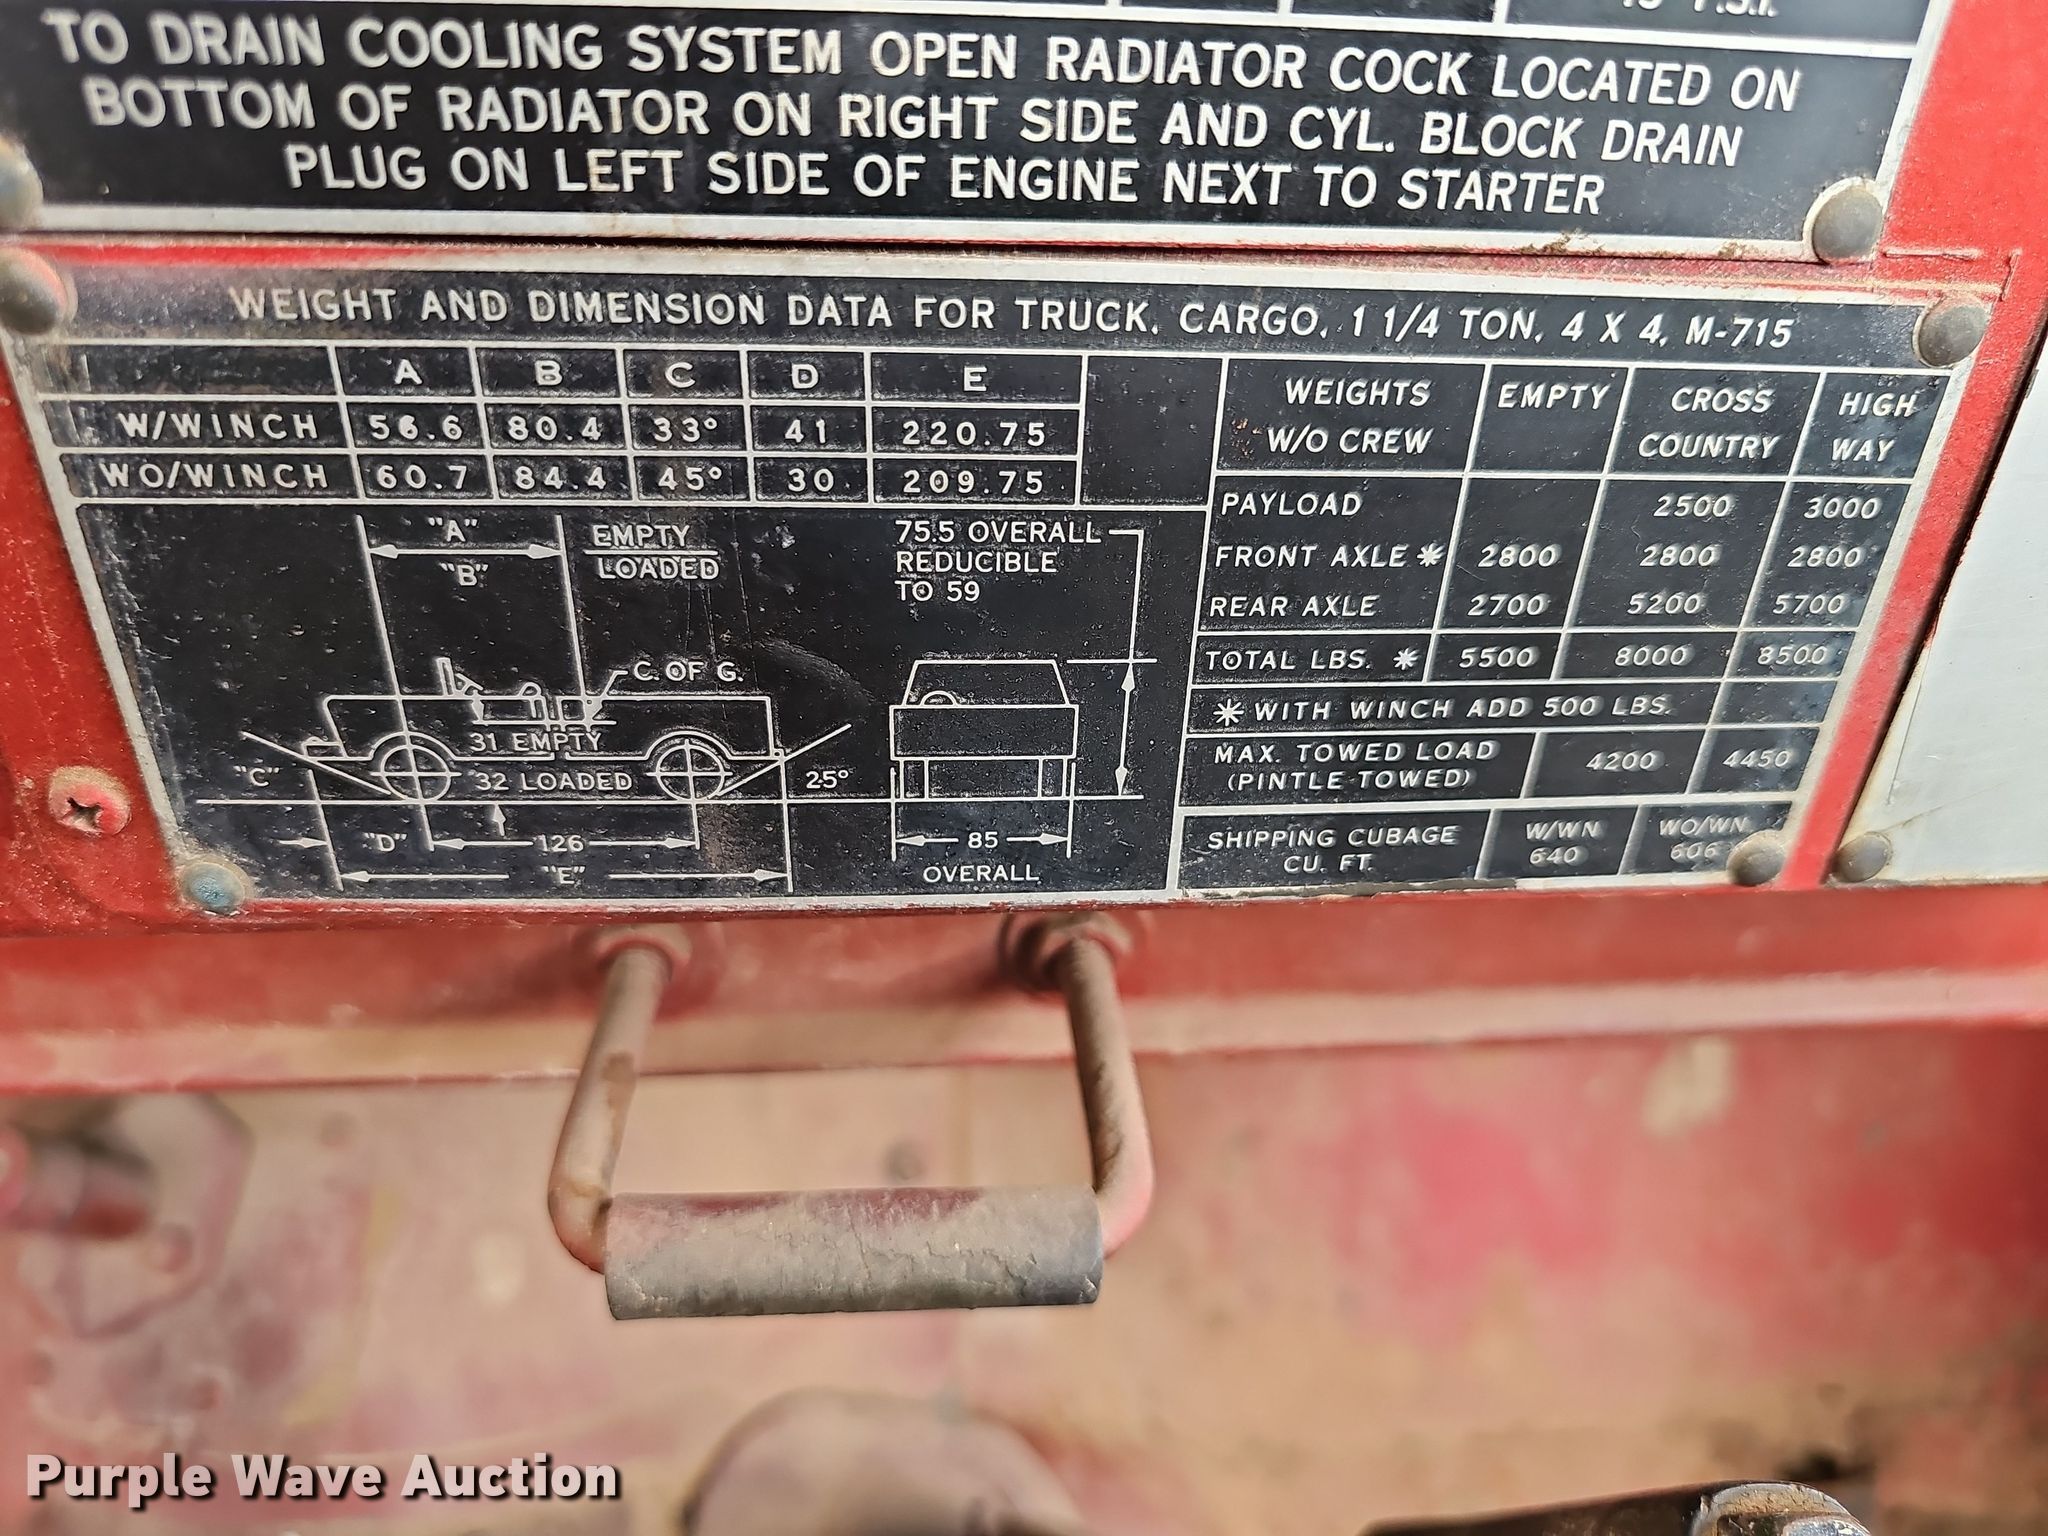 15 P.S.I.
TO DRAIN COOLING SYSTEM OPEN RADIATOR COCK LOCATED ON
BOTTOM OF RADIATOR ON RIGHT SIDE AND CYL. BLOCK DRAIN
PLUG ON LEFT SIDE OF ENGINE NEXT TO STARTER
WEIGHT AND DIMENSION DATA FOR TRUCK, CARGO, 1 1/4 TON, 4 X 4, M-715
A B C D E
W/WINCH 56.6 80.4 33° 41 220.75
WO/WINCH 60.7 84.4 45° 30 209.75
"A"
"B"
EMPTY
LOADED
75.5 OVERALL
REDUCIBLE
TO 59
C. OF G.
31 EMPTY
32 LOADED
"C"
25°
"D"
126
"E"
85
OVERALL
WEIGHTS EMPTY CROSS HIGH
W/O CREW COUNTRY WAY
PAYLOAD 2500 3000
FRONT AXLE * 2800 2800 2800
REAR AXLE 2700 5200 5700
TOTAL LBS. * 5500 8000 8500
* WITH WINCH ADD 500 LBS.
MAX. TOWED LOAD 4200 4450
(PINTLE TOWED)
SHIPPING CUBAGE W/WN WO/WN
CU. FT. 640 606
Purple Wave Auction